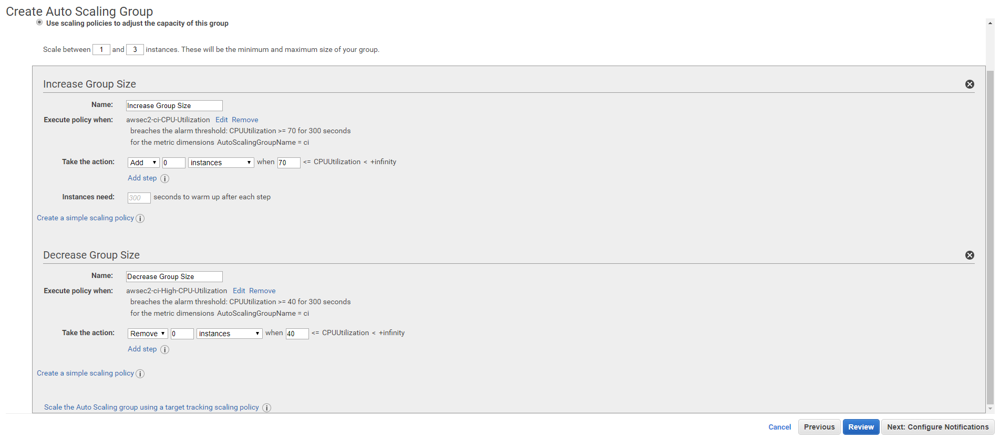 Create Auto Scaling Group
Use scaling policies to adjust the capacity of this group
Scale between 1 and 3 instances. These will be the minimum and maximum size of your group.
Increase Group Size
Name: Increase Group Size
Execute policy when: awsec2-ci-CPU-Utilization Edit Remove
breaches the alarm threshold: CPUUtilization >= 70 for 300 seconds
for the metric dimensions AutoScalingGroupName = ci
Take the action: Add 0 instances when 70 <= CPUUtilization < +infinity
Add step i
Instances need: 300 seconds to warm up after each step
Create a simple scaling policy i
Decrease Group Size
Name: Decrease Group Size
Execute policy when: awsec2-ci-High-CPU-Utilization Edit Remove
breaches the alarm threshold: CPUUtilization >= 40 for 300 seconds
for the metric dimensions AutoScalingGroupName = ci
Take the action: Remove 0 instances when 40 <= CPUUtilization < +infinity
Add step i
Create a simple scaling policy i
Scale the Auto Scaling group using a target tracking scaling policy i
Cancel Previous Review Next: Configure Notifications